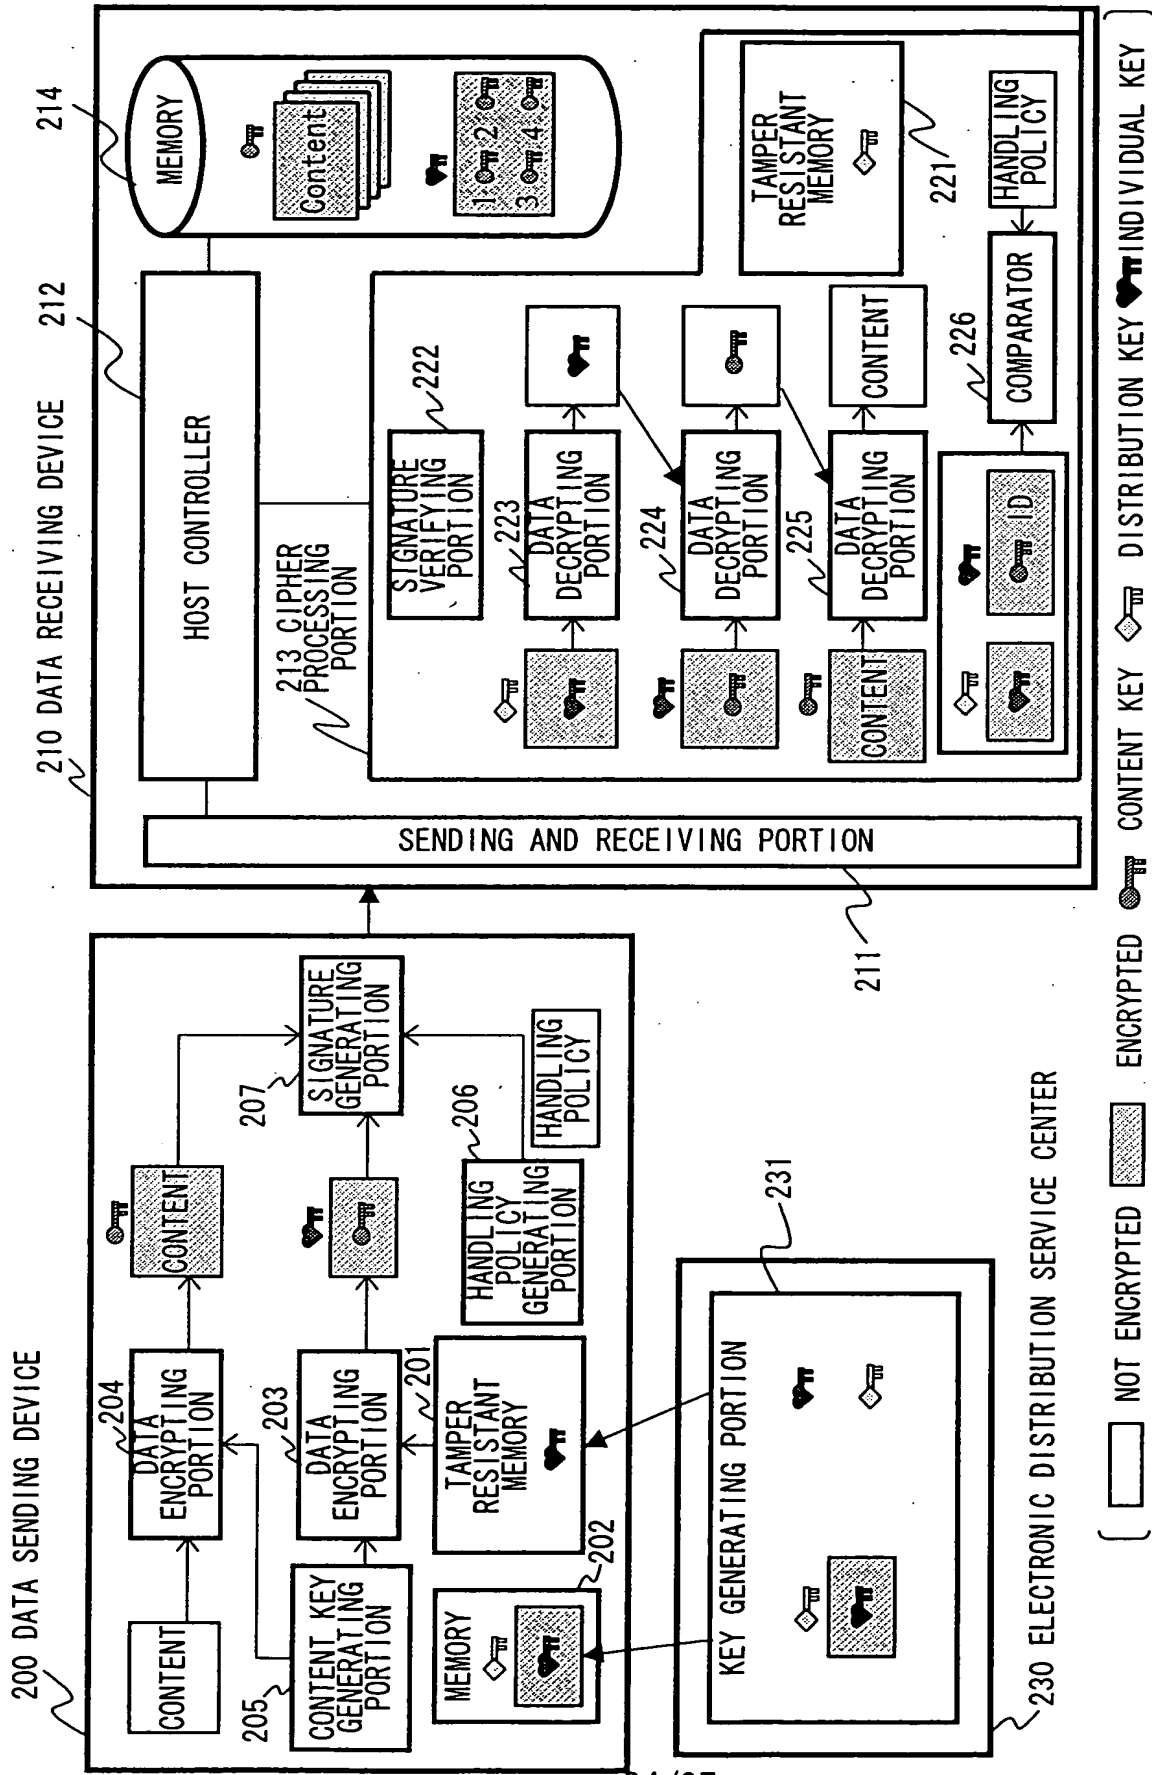 200 DATA SENDING DEVICE
CONTENT
204
DATA
ENCRYPTING
PORTION
CONTENT
205
CONTENT KEY
GENERATING
PORTION
203
DATA
ENCRYPTING
PORTION
207
SIGNATURE
GENERATING
PORTION
MEMORY
202
201
TAMPER
RESISTANT
MEMORY
206
HANDLING
POLICY
GENERATING
PORTION
HANDLING
POLICY
KEY GENERATING PORTION
231
230 ELECTRONIC DISTRIBUTION SERVICE CENTER
210 DATA RECEIVING DEVICE
212
214
HOST CONTROLLER
MEMORY
Content
1 2
3 4
SENDING AND RECEIVING PORTION
211
213 CIPHER
PROCESSING
PORTION
SIGNATURE
VERIFYING
PORTION
222
223
DATA
DECRYPTING
PORTION
224
DATA
DECRYPTING
PORTION
225
CONTENT
DATA
DECRYPTING
PORTION
CONTENT
TAMPER
RESISTANT
MEMORY
221
ID
226
COMPARATOR
HANDLING
POLICY
NOT ENCRYPTED
ENCRYPTED
CONTENT KEY
DISTRIBUTION KEY
INDIVIDUAL KEY